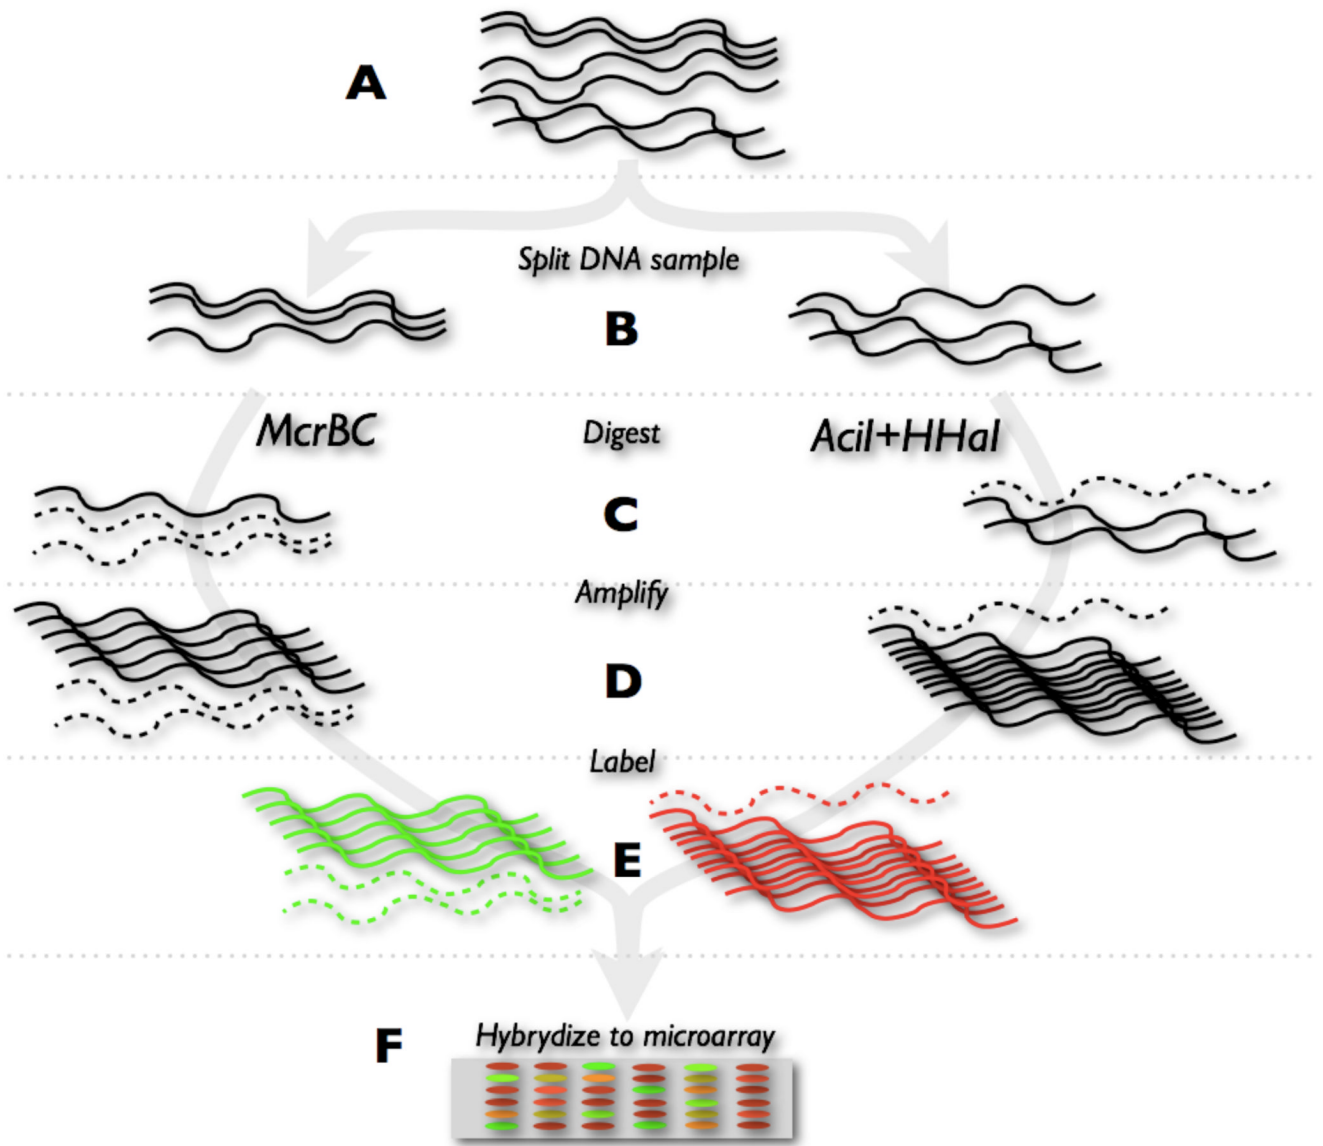 A
Split DNA sample
B
McrBC
Digest
AciI+HHaI
C
Amplify
D
Label
E
F
Hybrydize to microarray